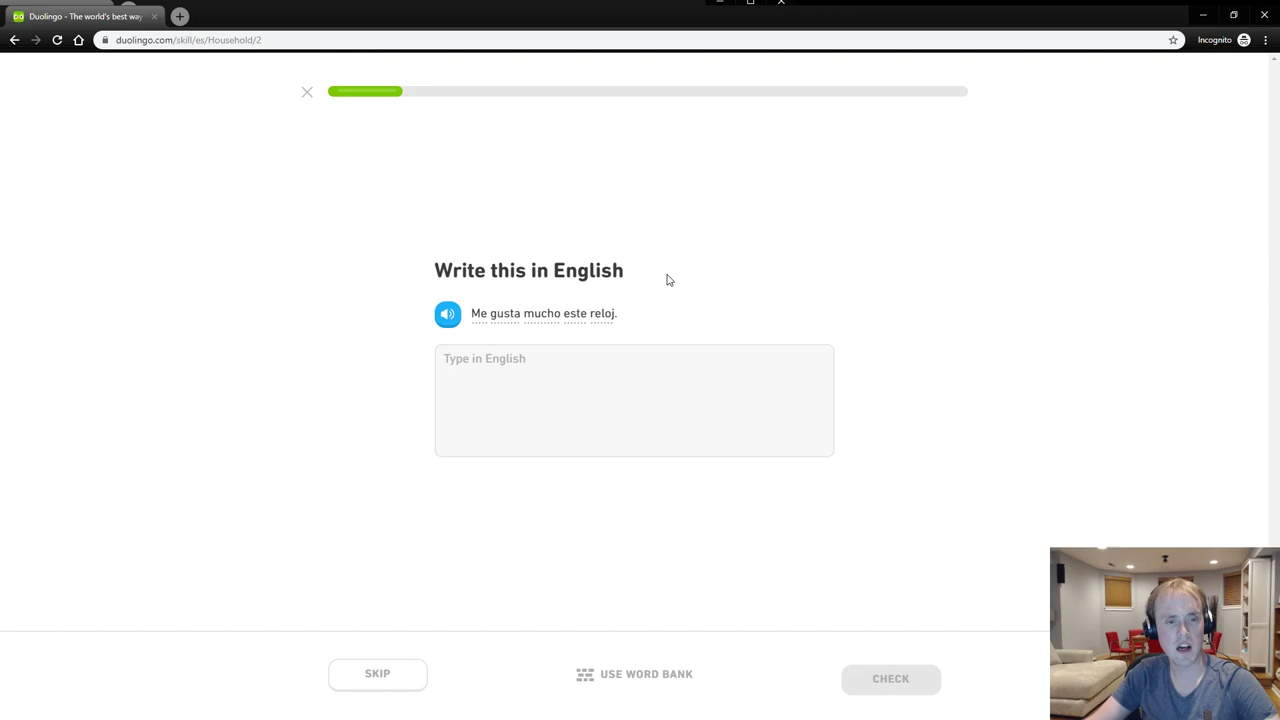 Duolingo - The world's best way
duolingo.com/skill/es/Household/2
Incognito
Write this in English
Me gusta mucho este reloj.
Type in English
SKIP
USE WORD BANK
CHECK